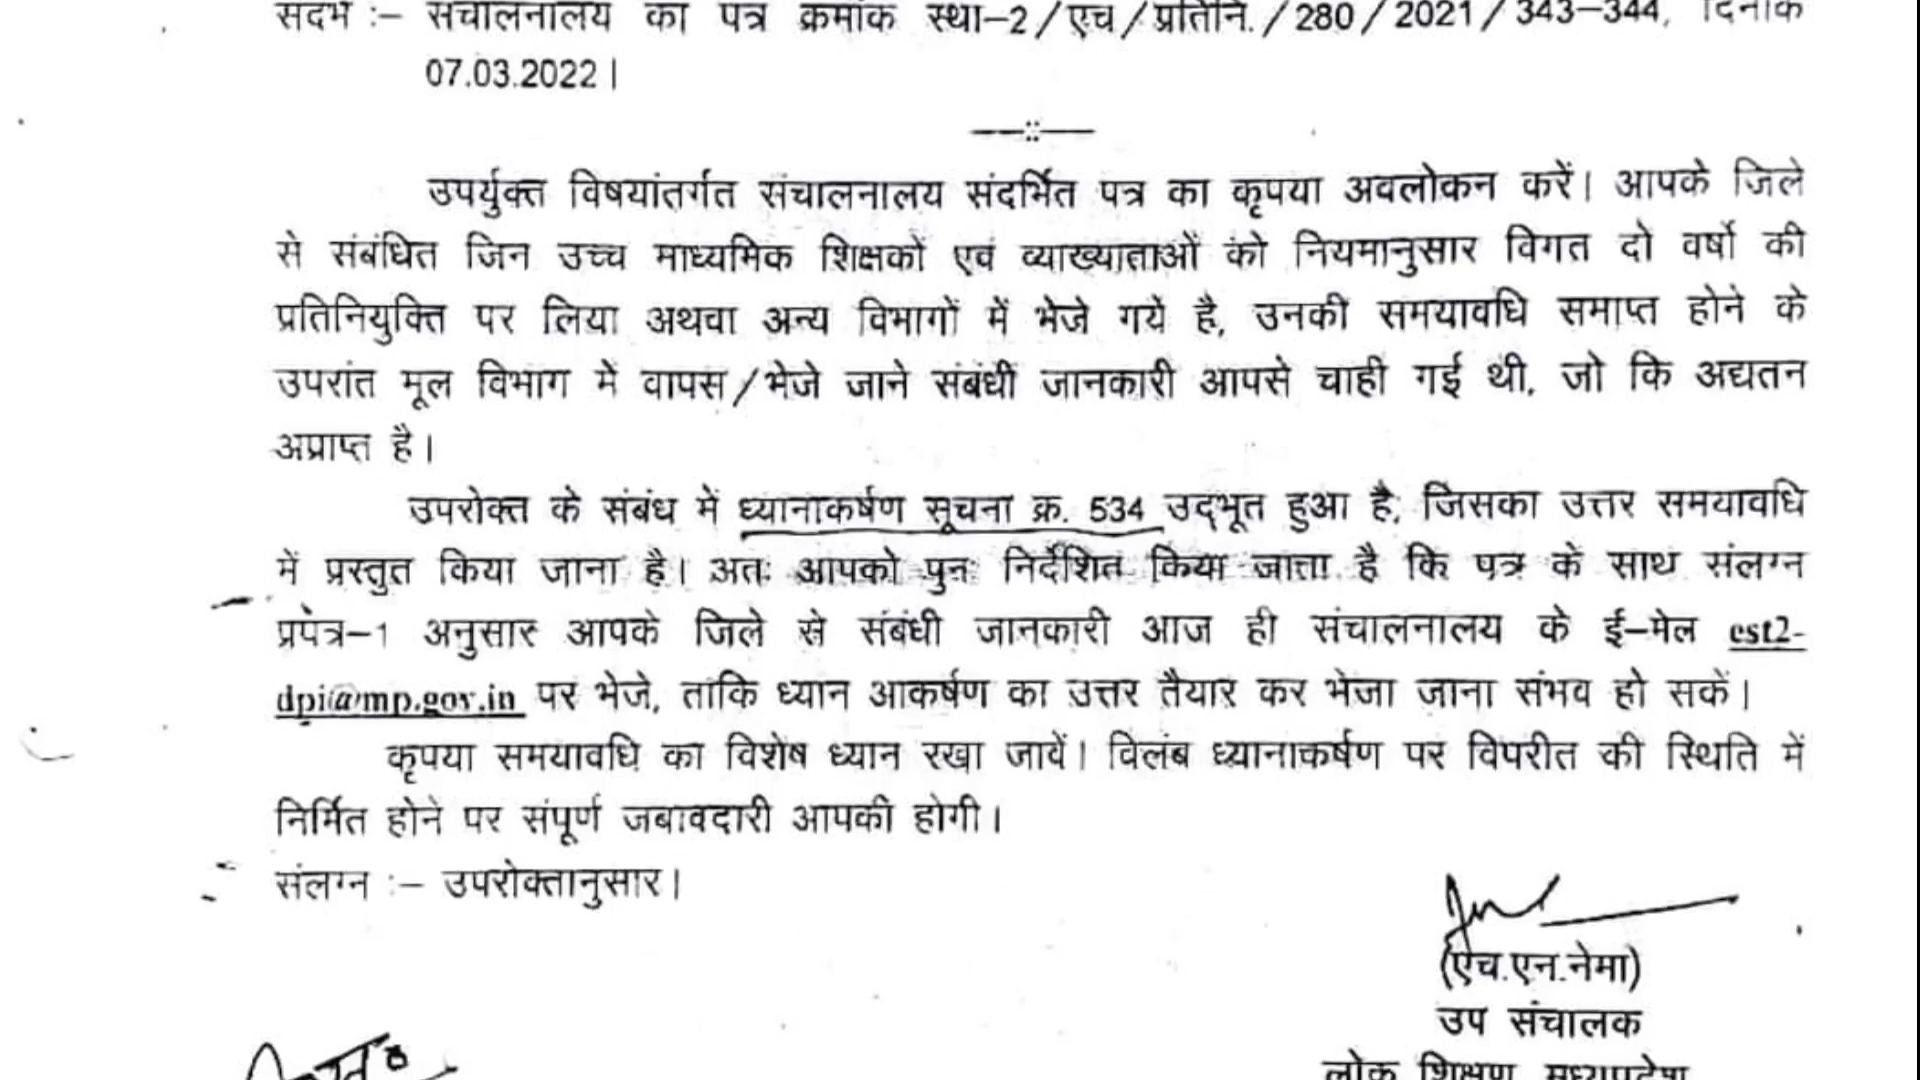 संदर्भ :– संचालनालय का पत्र क्रमांक स्था–2/एच/प्रतिनि./280/2021/343–344, दिनांक
07.03.2022।
—::—
उपर्युक्त विषयांतर्गत संचालनालय संदर्भित पत्र का कृपया अवलोकन करें। आपके जिले
से संबंधित जिन उच्च माध्यमिक शिक्षकों एवं व्याख्याताओं को नियमानुसार विगत दो वर्षो की
प्रतिनियुक्ति पर लिया अथवा अन्य विभागों में भेजे गये है, उनकी समयावधि समाप्त होने के
उपरांत मूल विभाग में वापस/भेजे जाने संबंधी जानकारी आपसे चाही गई थी, जो कि अद्यतन
अप्राप्त है।
उपरोक्त के संबंध में ध्यानाकर्षण सूचना क्र. 534 उद्भूत हुआ है, जिसका उत्तर समयावधि
में प्रस्तुत किया जाना है। अतः आपको पुनः निर्देशित किया जाता है कि पत्र के साथ संलग्न
प्रपत्र–1 अनुसार आपके जिले से संबंधी जानकारी आज ही संचालनालय के ई–मेल est2-
dpi@mp.gov.in पर भेजे, ताकि ध्यान आकर्षण का उत्तर तैयार कर भेजा जाना संभव हो सकें।
कृपया समयावधि का विशेष ध्यान रखा जावें। विलंब ध्यानाकर्षण पर विपरीत की स्थिति में
निर्मित होने पर संपूर्ण जबावदारी आपकी होगी।
संलग्न :– उपरोक्तानुसार।
(एच.एन.नेमा)
उप संचालक
लोक शिक्षण मध्यप्रदेश